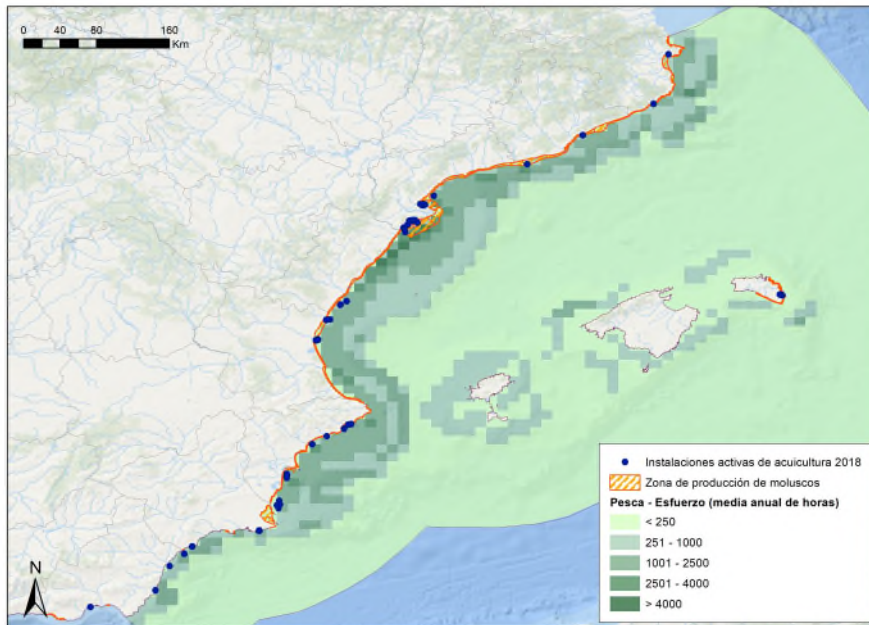 0 40 80 160
Km
Instalaciones activas de acuicultura 2018
Zona de producción de moluscos
Pesca - Esfuerzo (media anual de horas)
< 250
251 - 1000
1001 - 2500
2501 - 4000
> 4000
N